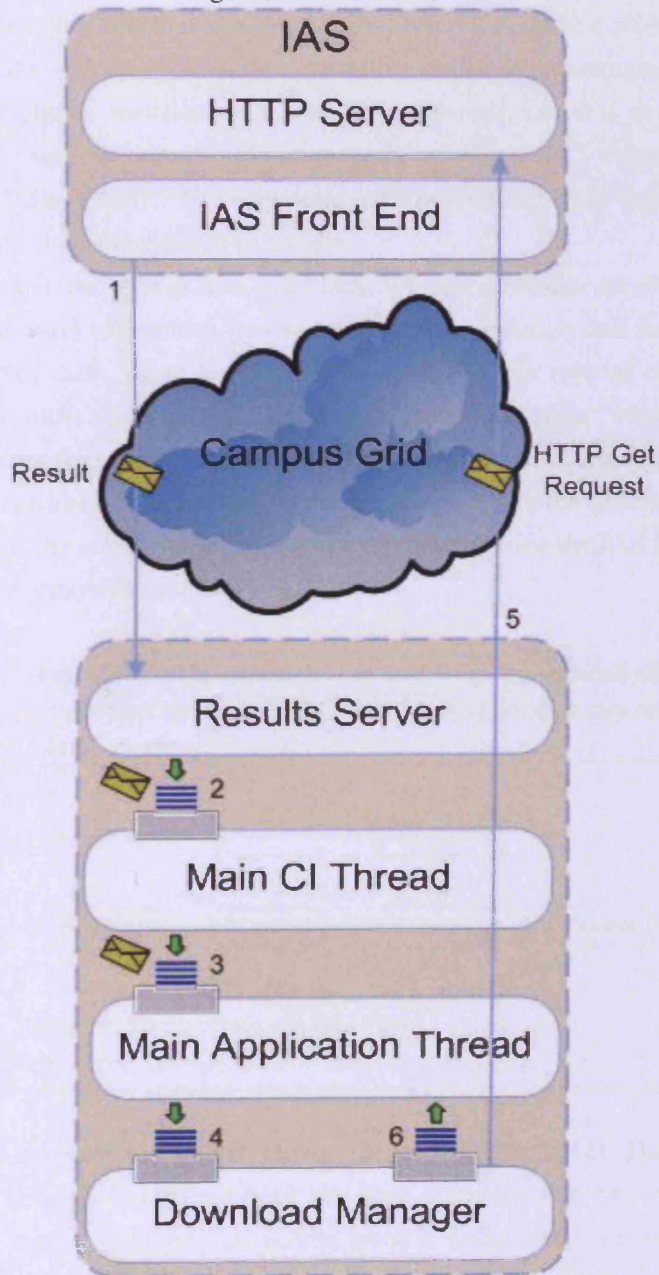 IAS
HTTP Server
IAS Front End
1
Campus Grid
Result
HTTP Get
Request
5
Results Server
2
Main CI Thread
3
Main Application Thread
4
6
Download Manager